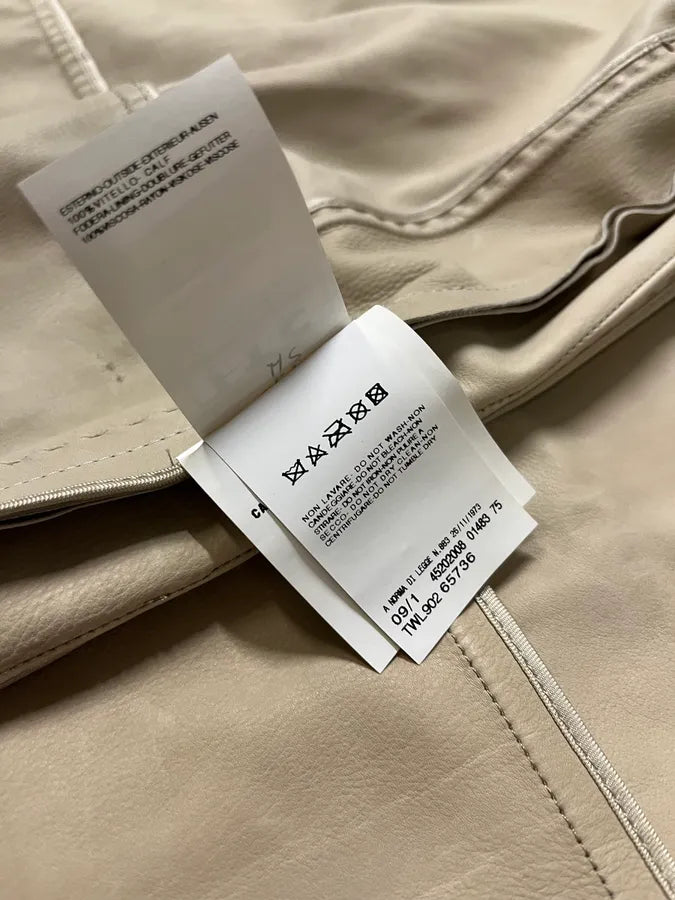 ESTERNO-OUTSIDE-EXTERIEUR-AUSEN
100%VITELLO- CALF
FODERA-LINING-DOUBLURE-GEFUTTER
100%VISCOSA-RAYON-VISKOSE-VISCOSE
CA
NON LAVARE- DO NOT WASH-NON
CANDEGGIARE-DO NOT BLEACH-NON
STIRARE- DO NOT IRON-NON PULIRE A
SECCO- DO NOT DRY CLEAN-NON
CENTRIFUGARE-DO NOT TUMBLE DRY
A NORMA DI LEGGE N.883 26/11/1973
09/1 45202008 01483 75
TWL902 65736